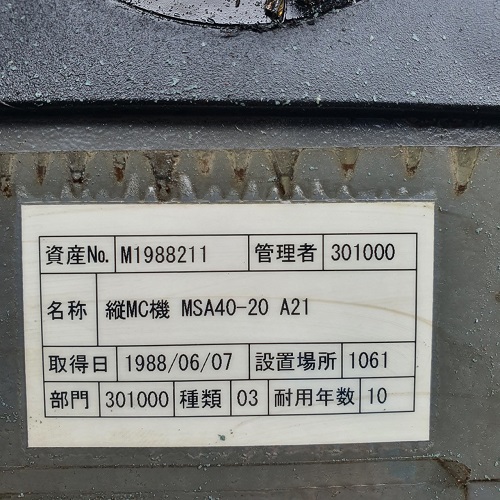 資産No. M1988211 管理者 301000
名称 縦MC機 MSA40-20 A21
取得日 1988/06/07 設置場所 1061
部門 301000 種類 03 耐用年数 10